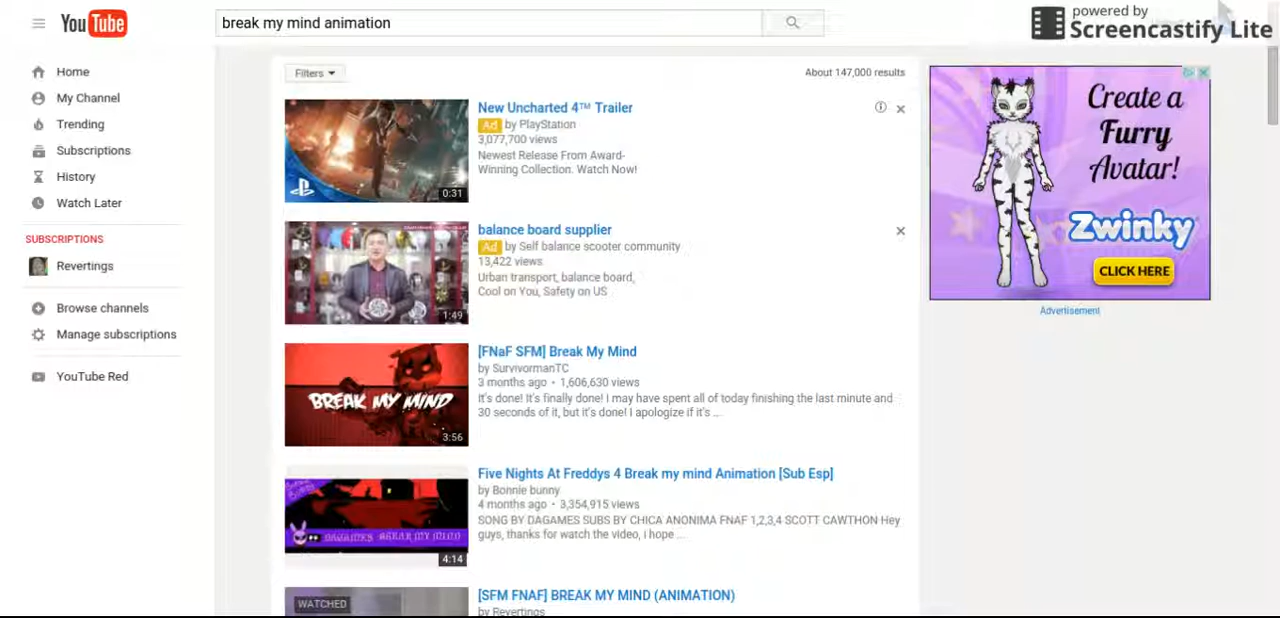 YouTube
break my mind animation
powered by
Screencastify Lite
Home
My Channel
Trending
Subscriptions
History
Watch Later
SUBSCRIPTIONS
Revertings
Browse channels
Manage subscriptions
YouTube Red
Filters
About 147,000 results
0:31
New Uncharted 4™ Trailer
Ad by PlayStation
3,077,700 views
Newest Release From Award-
Winning Collection. Watch Now!
1:49
balance board supplier
Ad by Self balance scooter community
13,422 views
Urban transport, balance board,
Cool on You, Safety on US
BREAK MY MIND
3:56
[FNaF SFM] Break My Mind
by SurvivormanTC
3 months ago • 1,606,630 views
It's done! It's finally done! I may have spent all of today finishing the last minute and
30 seconds of it, but it's done! I apologize if it's ...
DAGAMES BREAK MY MIND
4:14
Five Nights At Freddys 4 Break my mind Animation [Sub Esp]
by Bonnie bunny
4 months ago • 3,354,915 views
SONG BY DAGAMES SUBS BY CHICA ANONIMA FNAF 1,2,3,4 SCOTT CAWTHON Hey
guys, thanks for watch the video, i hope ...
WATCHED
[SFM FNAF] BREAK MY MIND (ANIMATION)
by Revertings
Create a
Furry
Avatar!
Zwinky
CLICK HERE
Advertisement